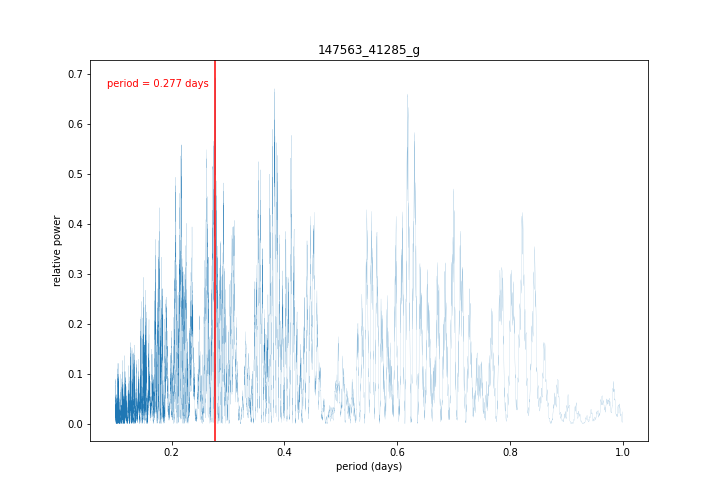 147563_41285_g
0.7
period = 0.277 days
0.6
0.5
0.4
relative power
0.3
0.2
0.1
0.0
0.2 0.4 0.6 0.8 1.0
period (days)